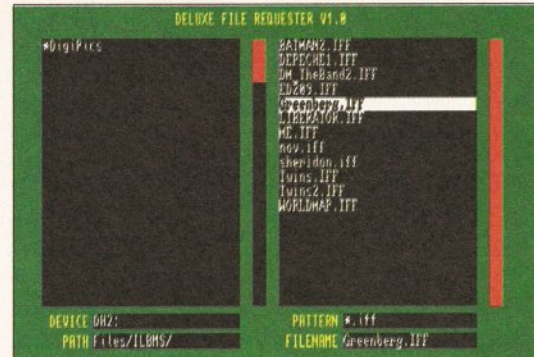 DELUXE FILE REQUESTER V1.0
*DigiPics
BATMAN2.IFF
DEPECHE1.IFF
DM_TheBand2.IFF
ED209.IFF
Greenberg.IFF
LIBERATOR.IFF
ME.IFF
nov.iff
sheridon.iff
Twins.IFF
Twins2.IFF
WORLDMAP.IFF
DEVICE DH2:
PATTERN *.iff
PATH Files/ILBMS/
FILENAME Greenberg.IFF